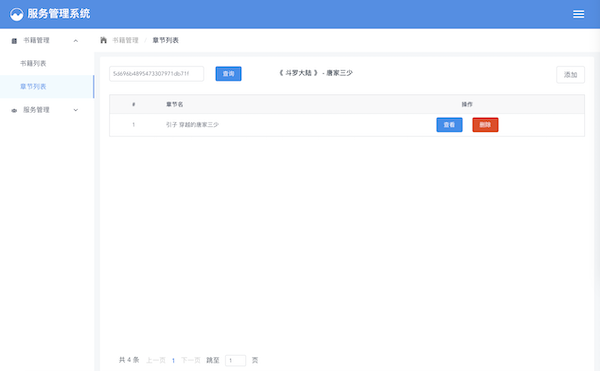 服务管理系统
书籍管理
书籍列表
章节列表
服务管理
书籍管理 / 章节列表
查询
《 斗罗大陆 》 - 唐家三少
添加
# 章节名 操作
1 引子 穿越的唐家三少 查看 删除
共 4 条 上一页 1 下一页 跳至 1 页